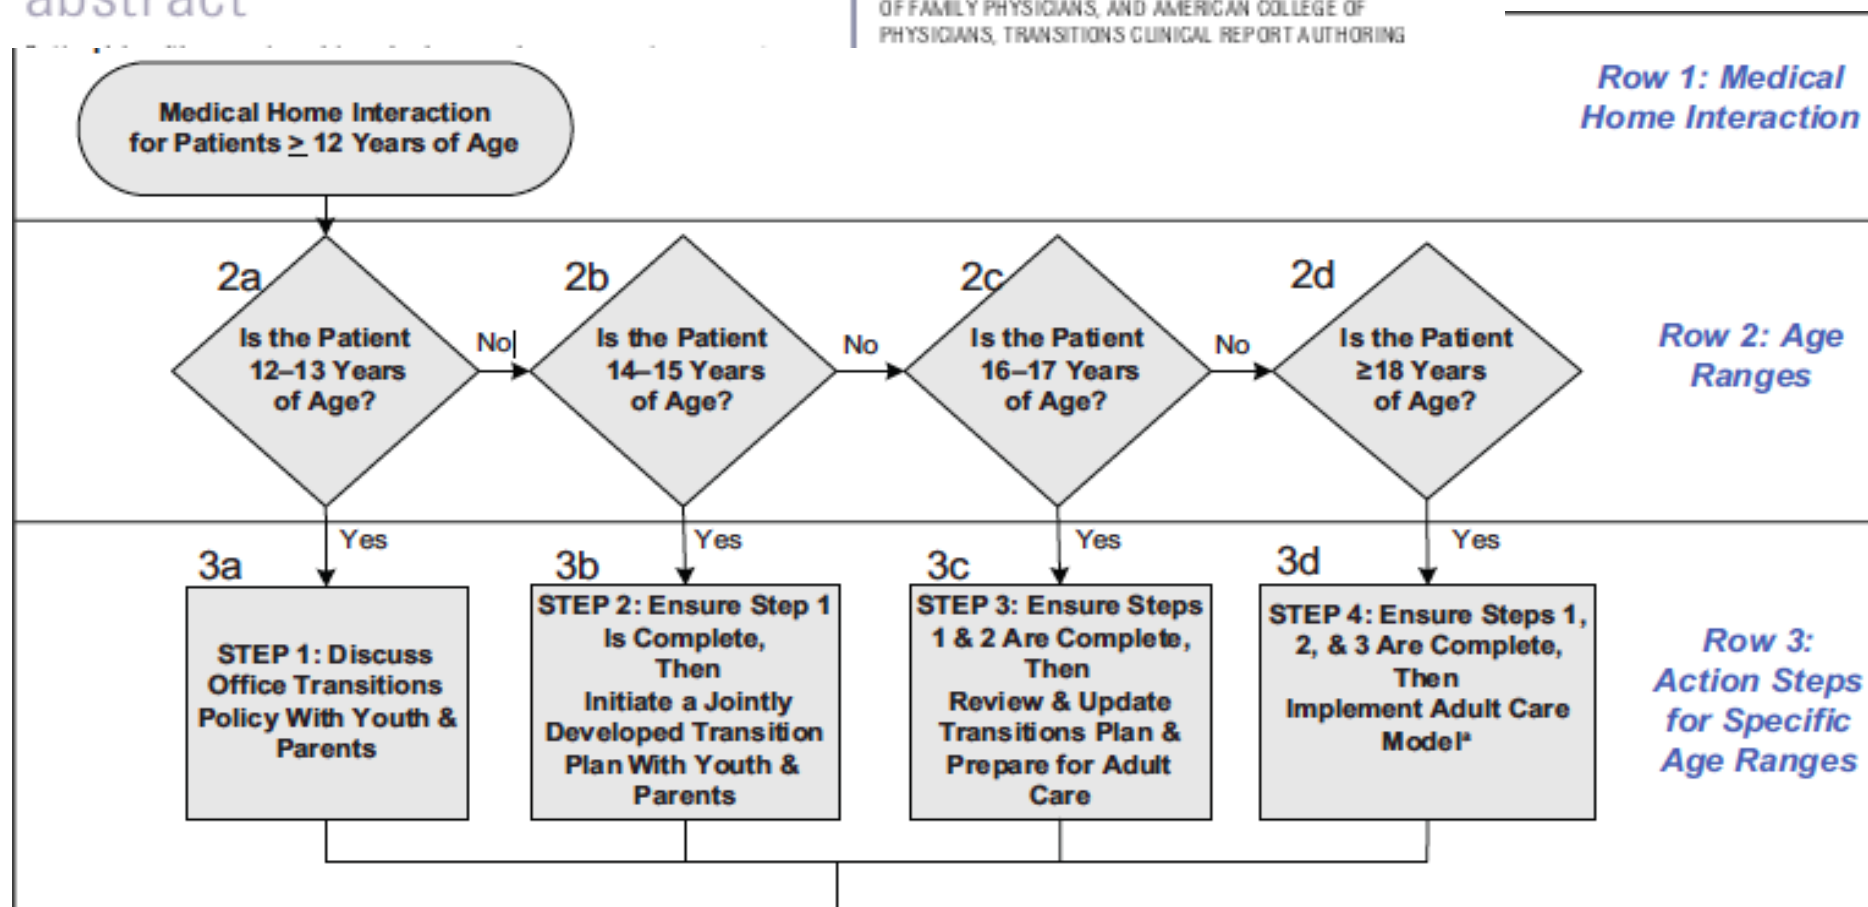 abstract
OF FAMILY PHYSICIANS, AND AMERICAN COLLEGE OF
PHYSICIANS, TRANSITIONS CLINICAL REPORT AUTHORING
Medical Home Interaction
for Patients ≥ 12 Years of Age
Row 1: Medical
Home Interaction
2a
Is the Patient
12–13 Years
of Age?
No
2b
Is the Patient
14–15 Years
of Age?
No
2c
Is the Patient
16–17 Years
of Age?
No
2d
Is the Patient
≥18 Years
of Age?
Row 2: Age
Ranges
Yes
Yes
Yes
Yes
3a
STEP 1: Discuss
Office Transitions
Policy With Youth &
Parents
3b
STEP 2: Ensure Step 1
Is Complete,
Then
Initiate a Jointly
Developed Transition
Plan With Youth &
Parents
3c
STEP 3: Ensure Steps
1 & 2 Are Complete,
Then
Review & Update
Transitions Plan &
Prepare for Adult
Care
3d
STEP 4: Ensure Steps 1,
2, & 3 Are Complete,
Then
Implement Adult Care
Modelᵃ
Row 3:
Action Steps
for Specific
Age Ranges